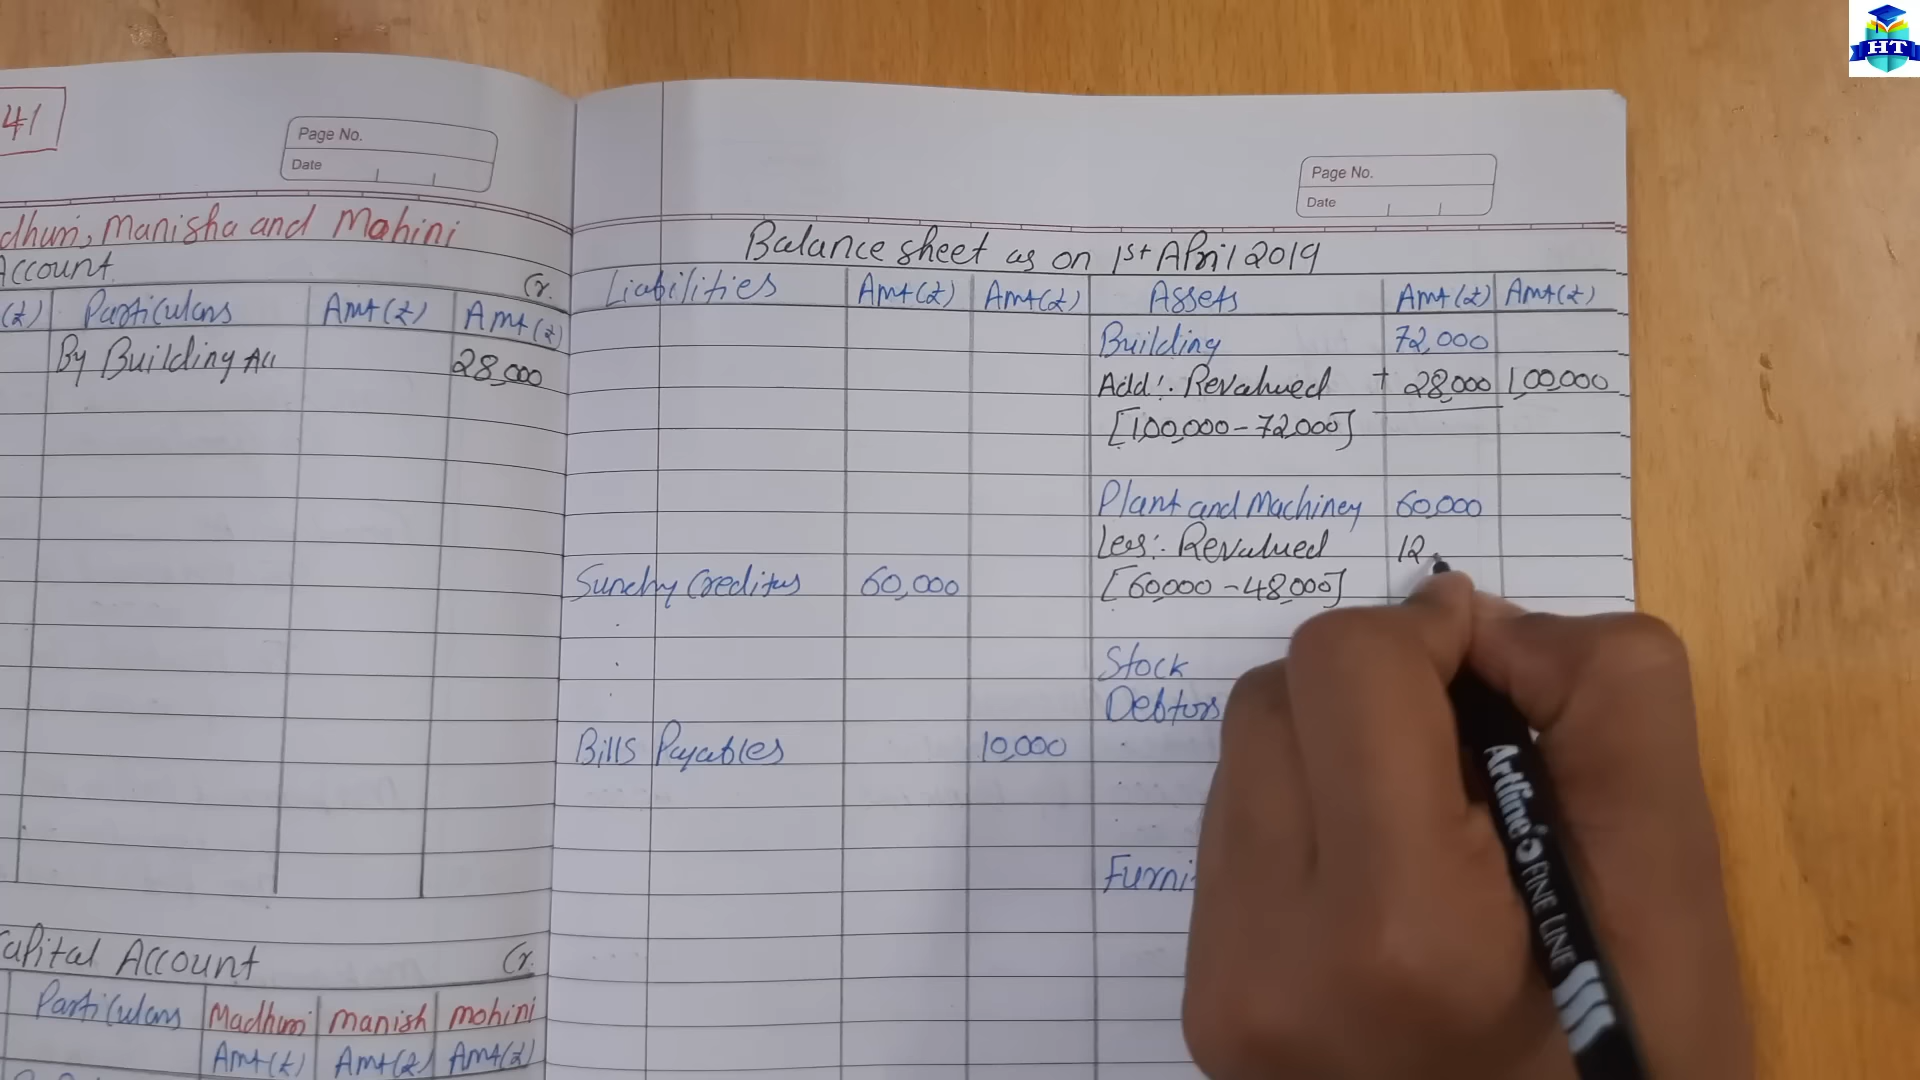 HT
41
Page No.
Date
dhuri, Manisha and Mohini
Account
Cr.
(₹) Particulars Amt(₹) Amt(₹)
By Building A/c 28,000
Capital Account Cr.
Particulars Madhuri Manish mohini
Amt(₹) Amt(₹) Amt(₹)
Page No.
Date
Balance sheet as on 1st April 2019
Liabilities Amt(₹) Amt(₹) Assets Amt(₹) Amt(₹)
Building 72,000
Add:- Revalued + 28,000 1,00,000
[1,00,000-72,000]
Plant and Machiney 60,000
Less:- Revalued 12
Sundry Creditors 60,000 [60,000-48,000]
Stock
Debtors
Bills Payables 10,000
Furni
Artline
FINE LINE